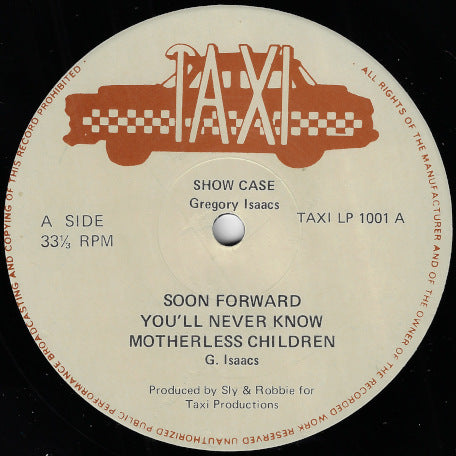 TAXI
SHOW CASE
Gregory Isaacs
A SIDE
33⅓ RPM
TAXI LP 1001 A
SOON FORWARD
YOU'LL NEVER KNOW
MOTHERLESS CHILDREN
G. Isaacs
Produced by Sly & Robbie for
Taxi Productions
ALL RIGHTS OF THE MANUFACTURER AND OF THE OWNER OF THE RECORDED WORK RESERVED UNAUTHORIZED PUBLIC PERFORMANCE BROADCASTING AND COPYING OF THIS RECORD PROHIBITED